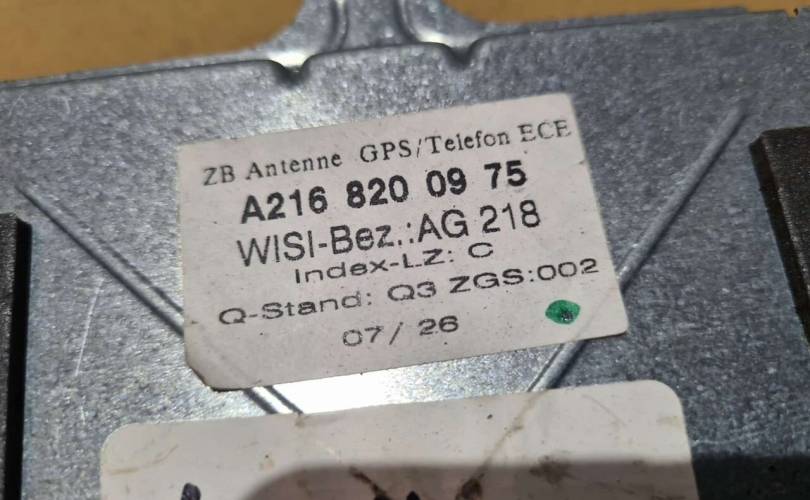 ZB Antenne GPS/Telefon ECE
A216 820 09 75
WISI-Bez.:AG 218
Index-LZ: C
Q-Stand: Q3 ZGS:002
07/ 26